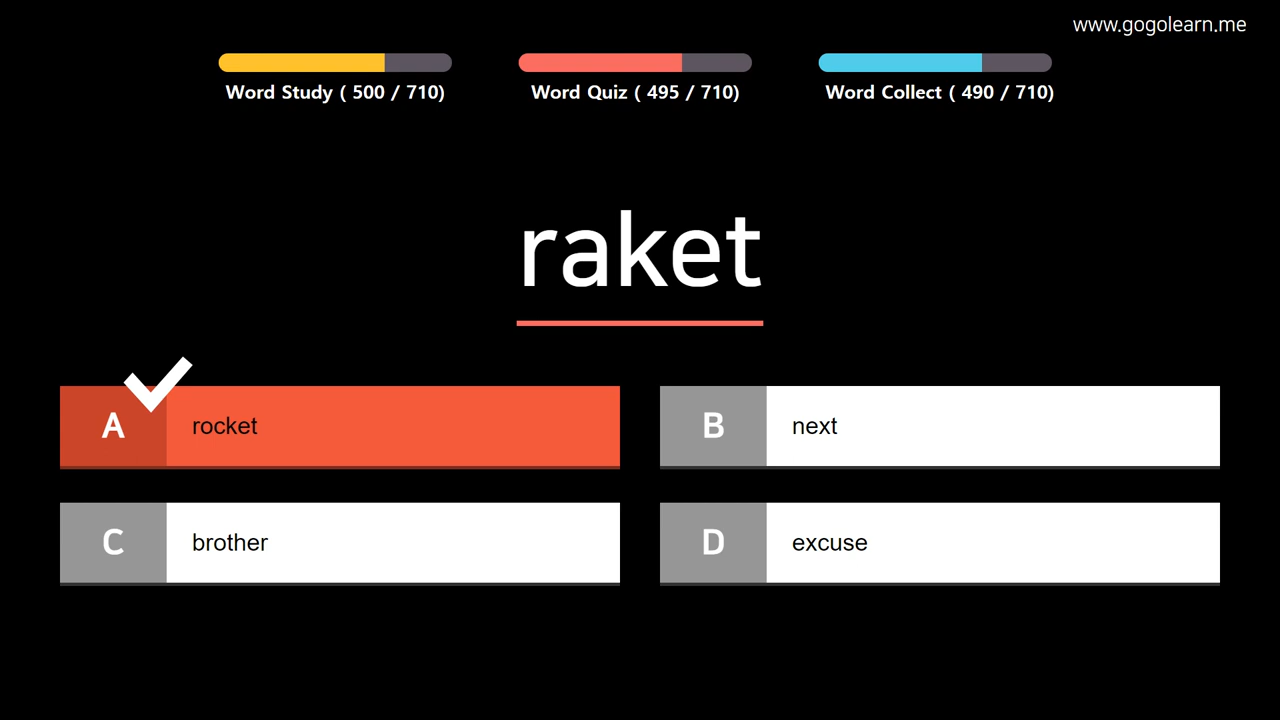 www.gogolearn.me
Word Study ( 500 / 710)
Word Quiz ( 495 / 710)
Word Collect ( 490 / 710)
raket
A rocket
B next
C brother
D excuse